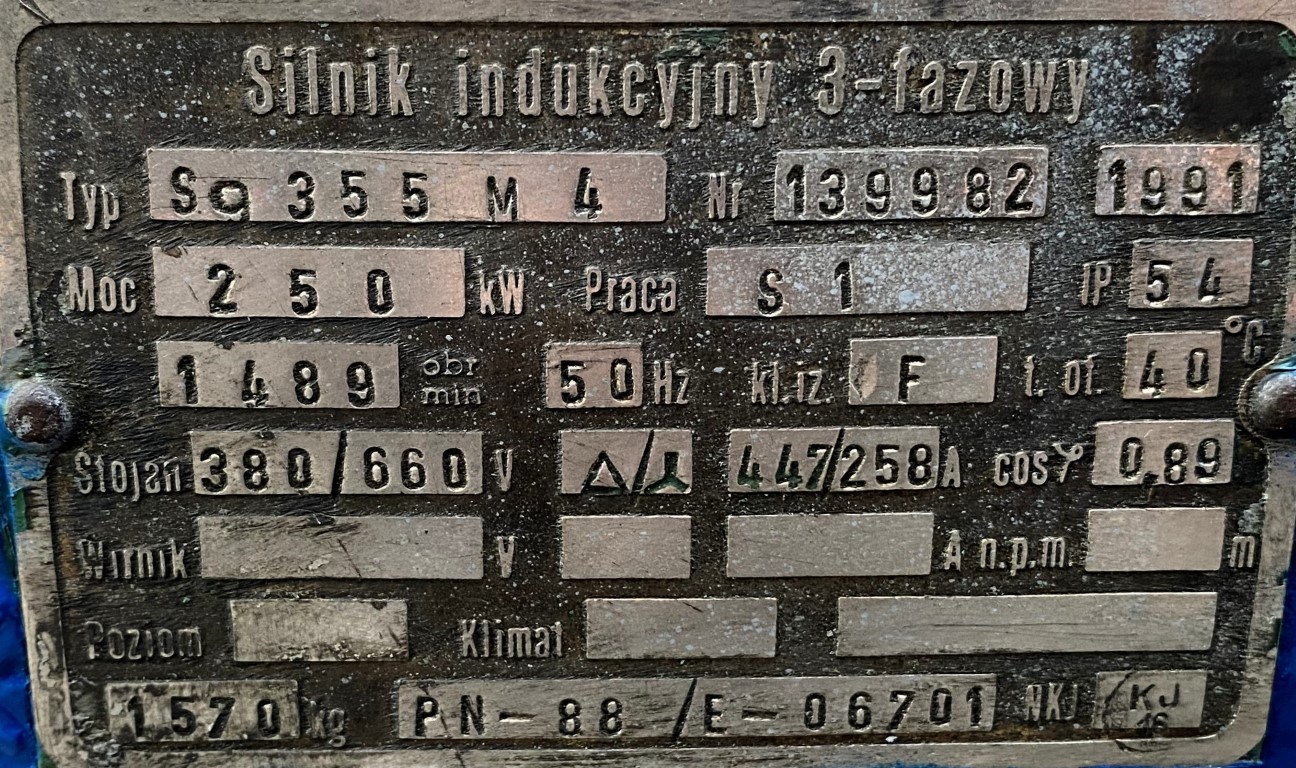 Silnik indukcyjny 3-fazowy
Typ Sg 355 M 4 Nr 139982 1991
Moc 250 kW Praca S1 IP 54
1489 obr/min 50 Hz Kl.iz. F t. ot. 40 °C
Stojan 380/660 V △/⅄ 447/258 A cosφ 0,89
Wirnik V A n.p.m. m
Poziom Klimat
1570 kg PN-88/E-06701 NKJ KJ 16